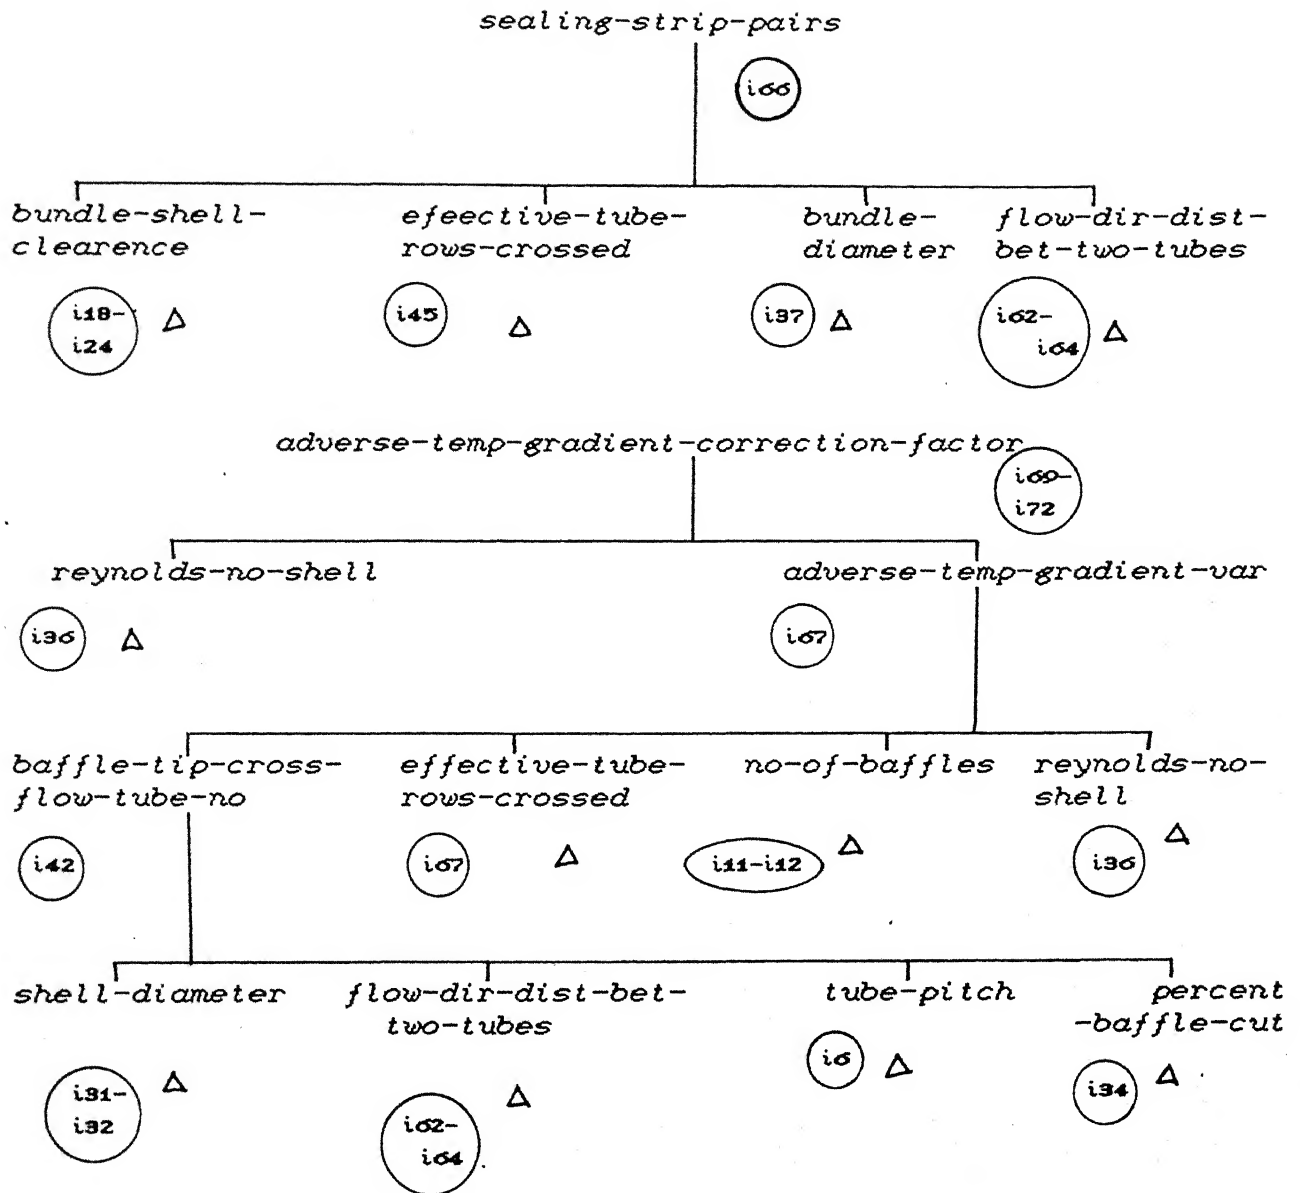 sealing-strip-pairs
i66
bundle-shell-
clearence
efeective-tube-
rows-crossed
bundle-
diameter
flow-dir-dist-
bet-two-tubes
i18-
i24
i45
i37
i62-
i64
adverse-temp-gradient-correction-factor
i69-
i72
reynolds-no-shell
adverse-temp-gradient-var
i36
i67
baffle-tip-cross-
flow-tube-no
effective-tube-
rows-crossed
no-of-baffles
reynolds-no-
shell
i42
i67
i11-i12
i36
shell-diameter
flow-dir-dist-bet-
two-tubes
tube-pitch
percent
-baffle-cut
i31-
i32
i62-
i64
i6
i34